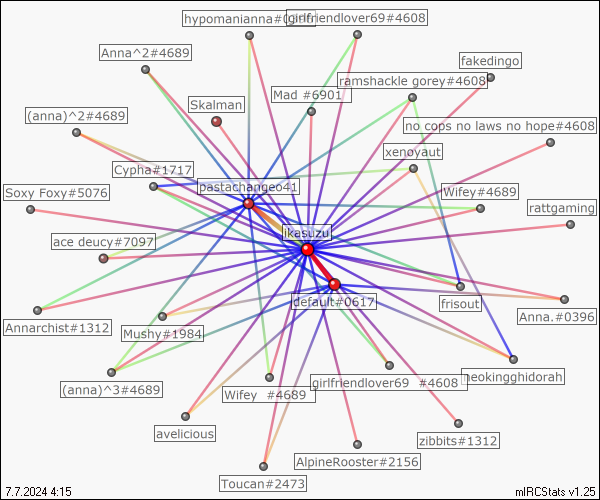 hypomanianna#0
girlfriendlover69#4608
Anna^2#4689
fakedingo
ramshackle gorey#4608
Mad #6901
Skalman
(anna)^2#4689
no cops no laws no hope#4608
xenoyaut
Cypha#1717
pastachangeo41
Soxy Foxy#5076
Wifey#4689
rattgaming
likasuzuj
ace deucy#7097
default#0617
frisout
Anna.#0396
Annarchist#1312
Mushy#1984
(anna)^3#4689
girlfriendlover69 #4608
neokingghidorah
Wifey #4689
avelicious
zibbits#1312
AlpineRooster#2156
Toucan#2473
7.7.2024 4:15
mIRCStats v1.25